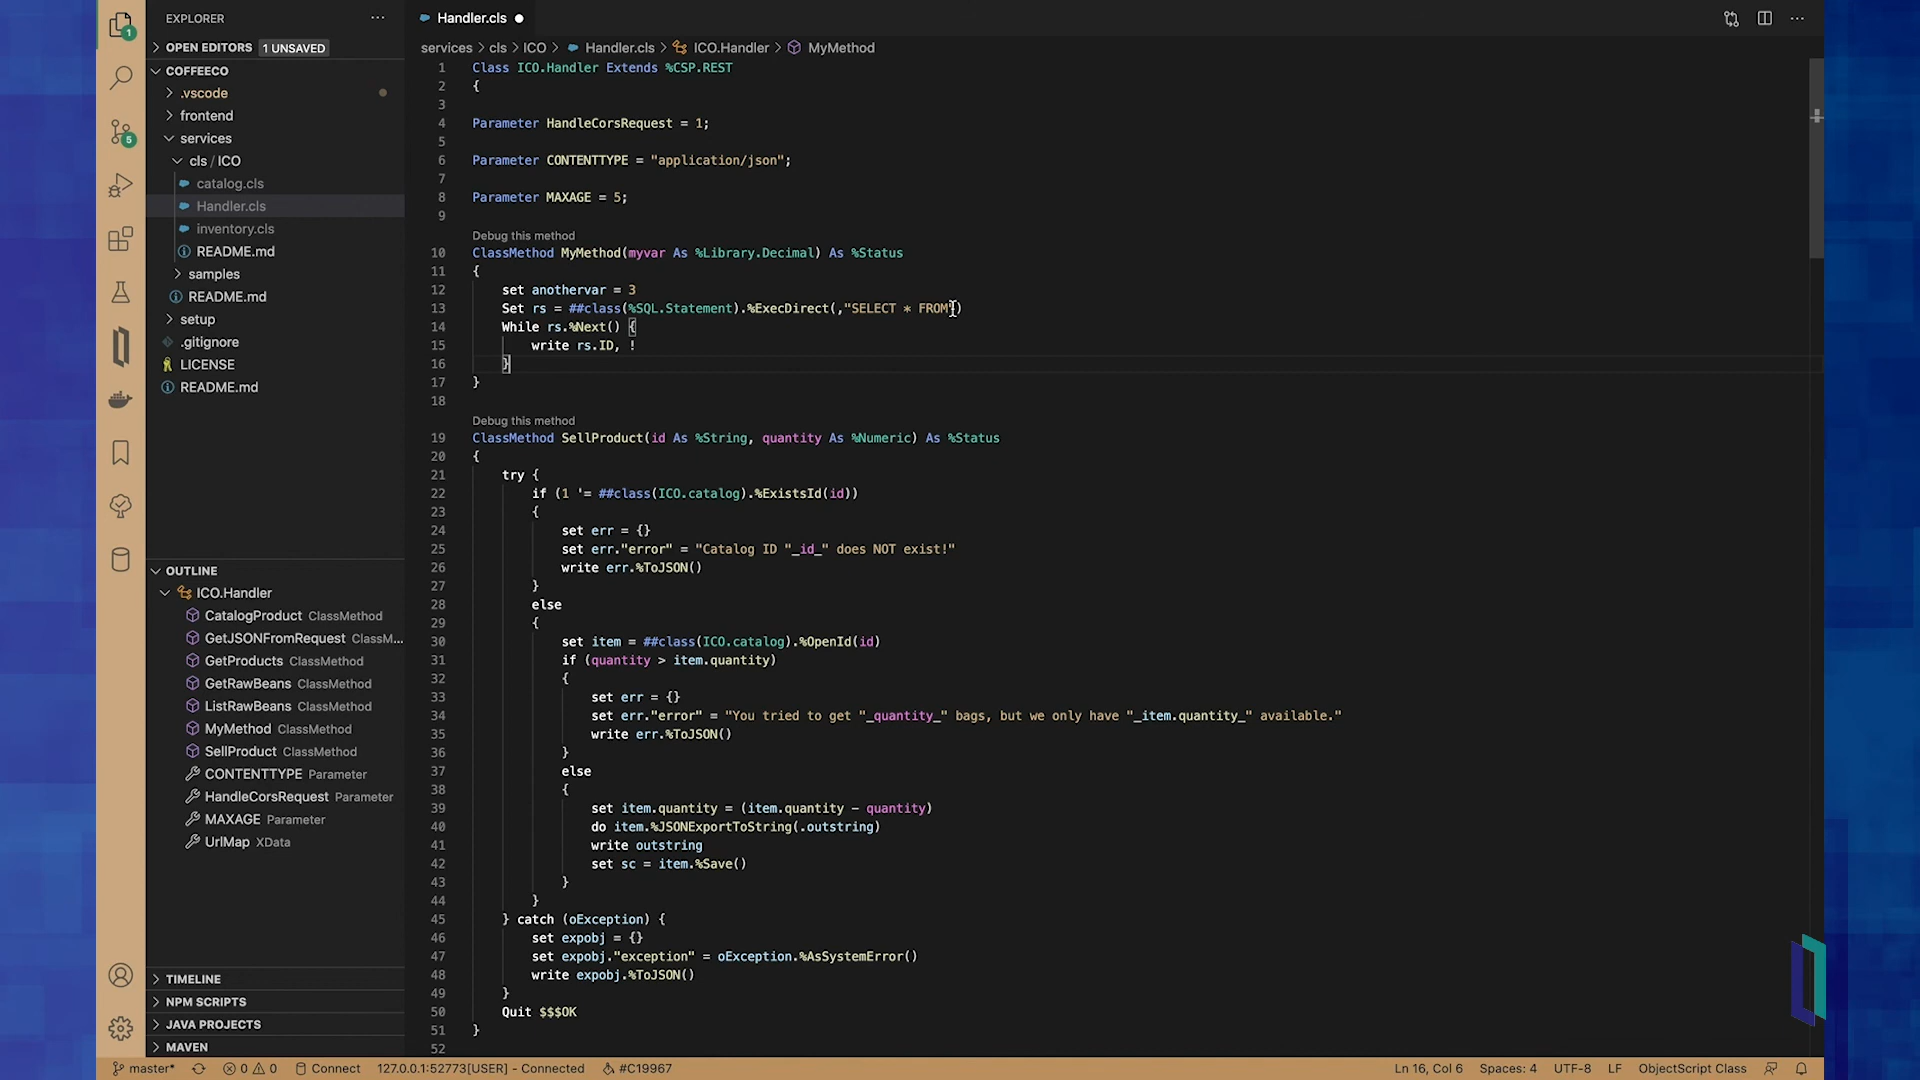 EXPLORER
OPEN EDITORS 1 UNSAVED
COFFEECO
.vscode
frontend
services
cls / ICO
catalog.cls
Handler.cls
inventory.cls
README.md
samples
README.md
setup
.gitignore
LICENSE
README.md
OUTLINE
ICO.Handler
CatalogProduct ClassMethod
GetJSONFromRequest ClassM...
GetProducts ClassMethod
GetRawBeans ClassMethod
ListRawBeans ClassMethod
MyMethod ClassMethod
SellProduct ClassMethod
CONTENTTYPE Parameter
HandleCorsRequest Parameter
MAXAGE Parameter
UrlMap XData
TIMELINE
NPM SCRIPTS
JAVA PROJECTS
MAVEN
1
5
Handler.cls
services > cls > ICO > Handler.cls > ICO.Handler > MyMethod
1 Class ICO.Handler Extends %CSP.REST
2 {
3
4 Parameter HandleCorsRequest = 1;
5
6 Parameter CONTENTTYPE = "application/json";
7
8 Parameter MAXAGE = 5;
9
Debug this method
10 ClassMethod MyMethod(myvar As %Library.Decimal) As %Status
11 {
12 set anothervar = 3
13 Set rs = ##class(%SQL.Statement).%ExecDirect(,"SELECT * FROM")
14 While rs.%Next() {
15 write rs.ID, !
16 }
17 }
18
Debug this method
19 ClassMethod SellProduct(id As %String, quantity As %Numeric) As %Status
20 {
21 try {
22 if (1 '= ##class(ICO.catalog).%ExistsId(id))
23 {
24 set err = {}
25 set err."error" = "Catalog ID "_id_" does NOT exist!"
26 write err.%ToJSON()
27 }
28 else
29 {
30 set item = ##class(ICO.catalog).%OpenId(id)
31 if (quantity > item.quantity)
32 {
33 set err = {}
34 set err."error" = "You tried to get "_quantity_" bags, but we only have "_item.quantity_" available."
35 write err.%ToJSON()
36 }
37 else
38 {
39 set item.quantity = (item.quantity - quantity)
40 do item.%JSONExportToString(.outstring)
41 write outstring
42 set sc = item.%Save()
43 }
44 }
45 } catch (oException) {
46 set expobj = {}
47 set expobj."exception" = oException.%AsSystemError()
48 write expobj.%ToJSON()
49 }
50 Quit $$$OK
51 }
52
master* 0 0 Connect 127.0.0.1:52773[USER] - Connected #C19967 Ln 16, Col 6 Spaces: 4 UTF-8 LF ObjectScript Class